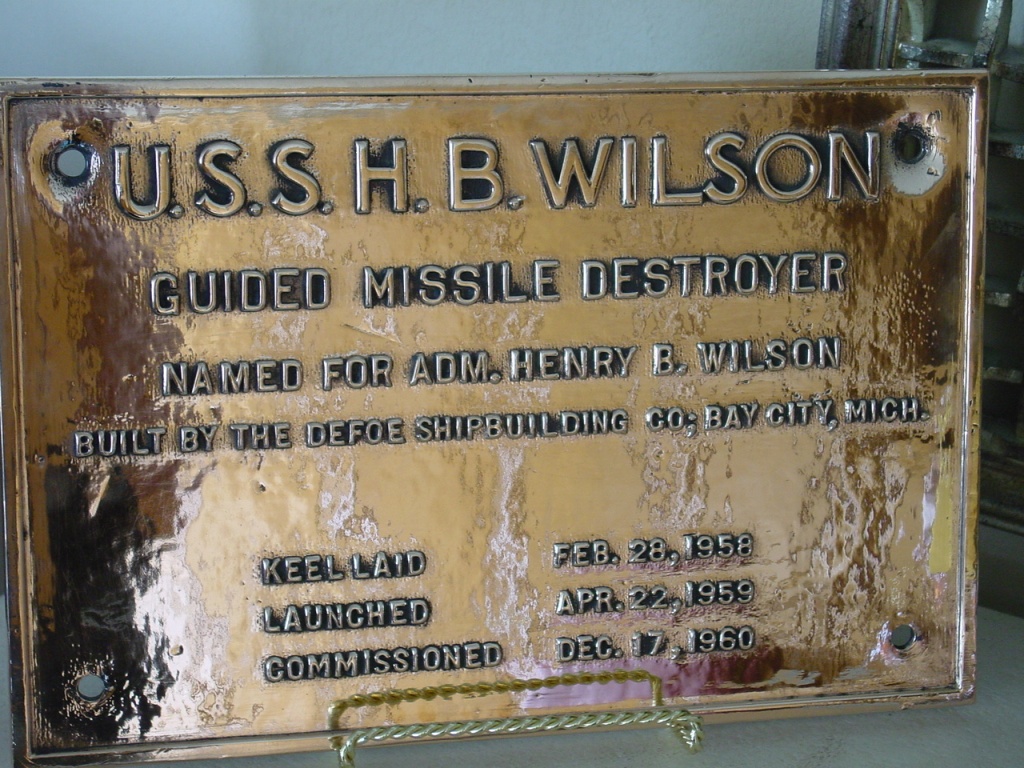 U.S.S. H. B. WILSON
GUIDED MISSILE DESTROYER
NAMED FOR ADM. HENRY B. WILSON
BUILT BY THE DEFOE SHIPBUILDING CO; BAY CITY, MICH.
KEEL LAID FEB. 28, 1958
LAUNCHED APR. 22, 1959
COMMISSIONED DEC. 17, 1960